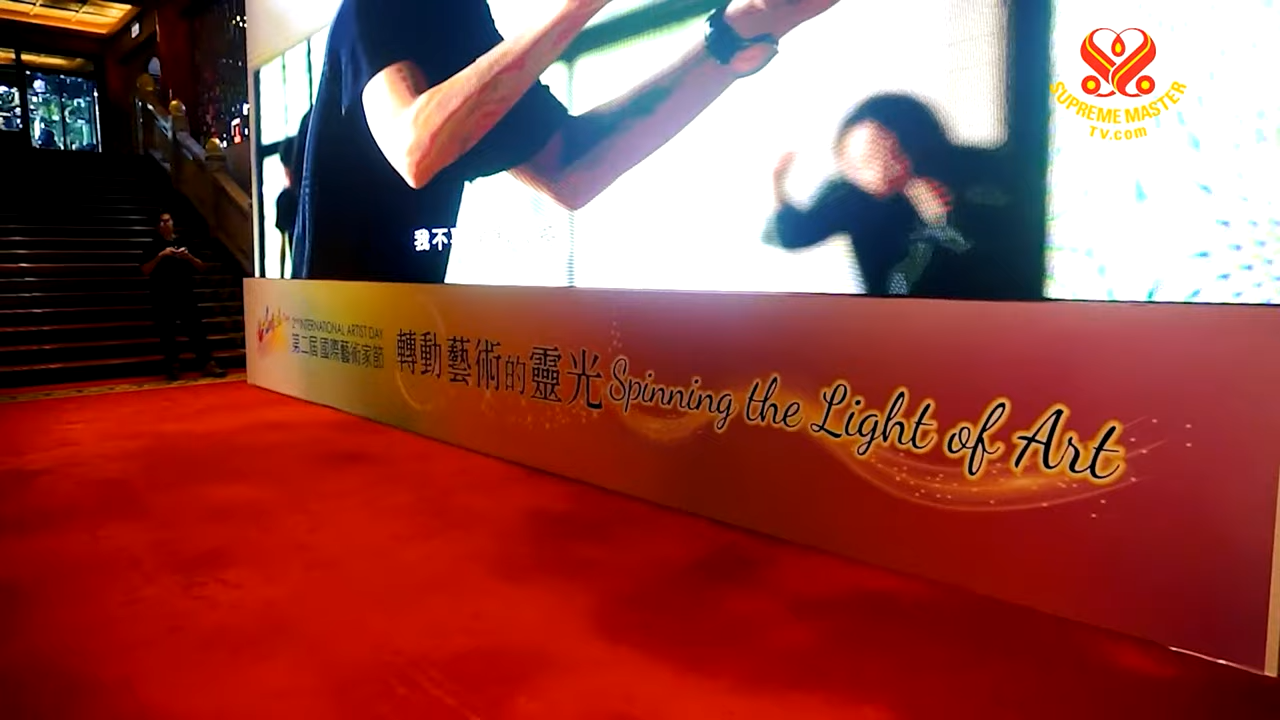 SUPREME MASTER
TV.com
我不
2nd INTERNATIONAL ARTIST DAY
第二屆 國際藝術家節
轉動藝術的靈光 Spinning the Light of Art